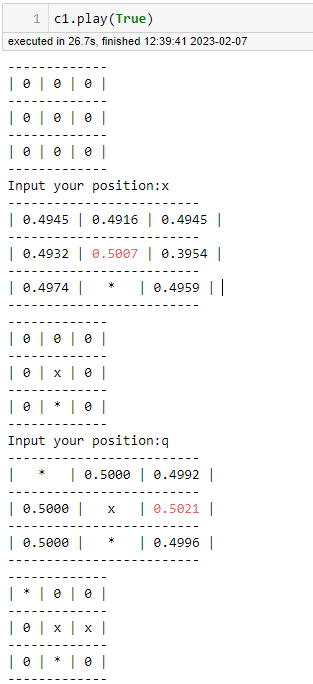 1 c1.play(True)
executed in 26.7s, finished 12:39:41 2023-02-07
-------------
| 0 | 0 | 0 |
-------------
| 0 | 0 | 0 |
-------------
| 0 | 0 | 0 |
-------------
Input your position:x
-------------------------
| 0.4945 | 0.4916 | 0.4945 |
-------------------------
| 0.4932 | 0.5007 | 0.3954 |
-------------------------
| 0.4974 | * | 0.4959 |
-------------------------
-------------
| 0 | 0 | 0 |
-------------
| 0 | x | 0 |
-------------
| 0 | * | 0 |
-------------
Input your position:q
-------------------------
| * | 0.5000 | 0.4992 |
-------------------------
| 0.5000 | x | 0.5021 |
-------------------------
| 0.5000 | * | 0.4996 |
-------------------------
-------------
| * | 0 | 0 |
-------------
| 0 | x | x |
-------------
| 0 | * | 0 |
-------------